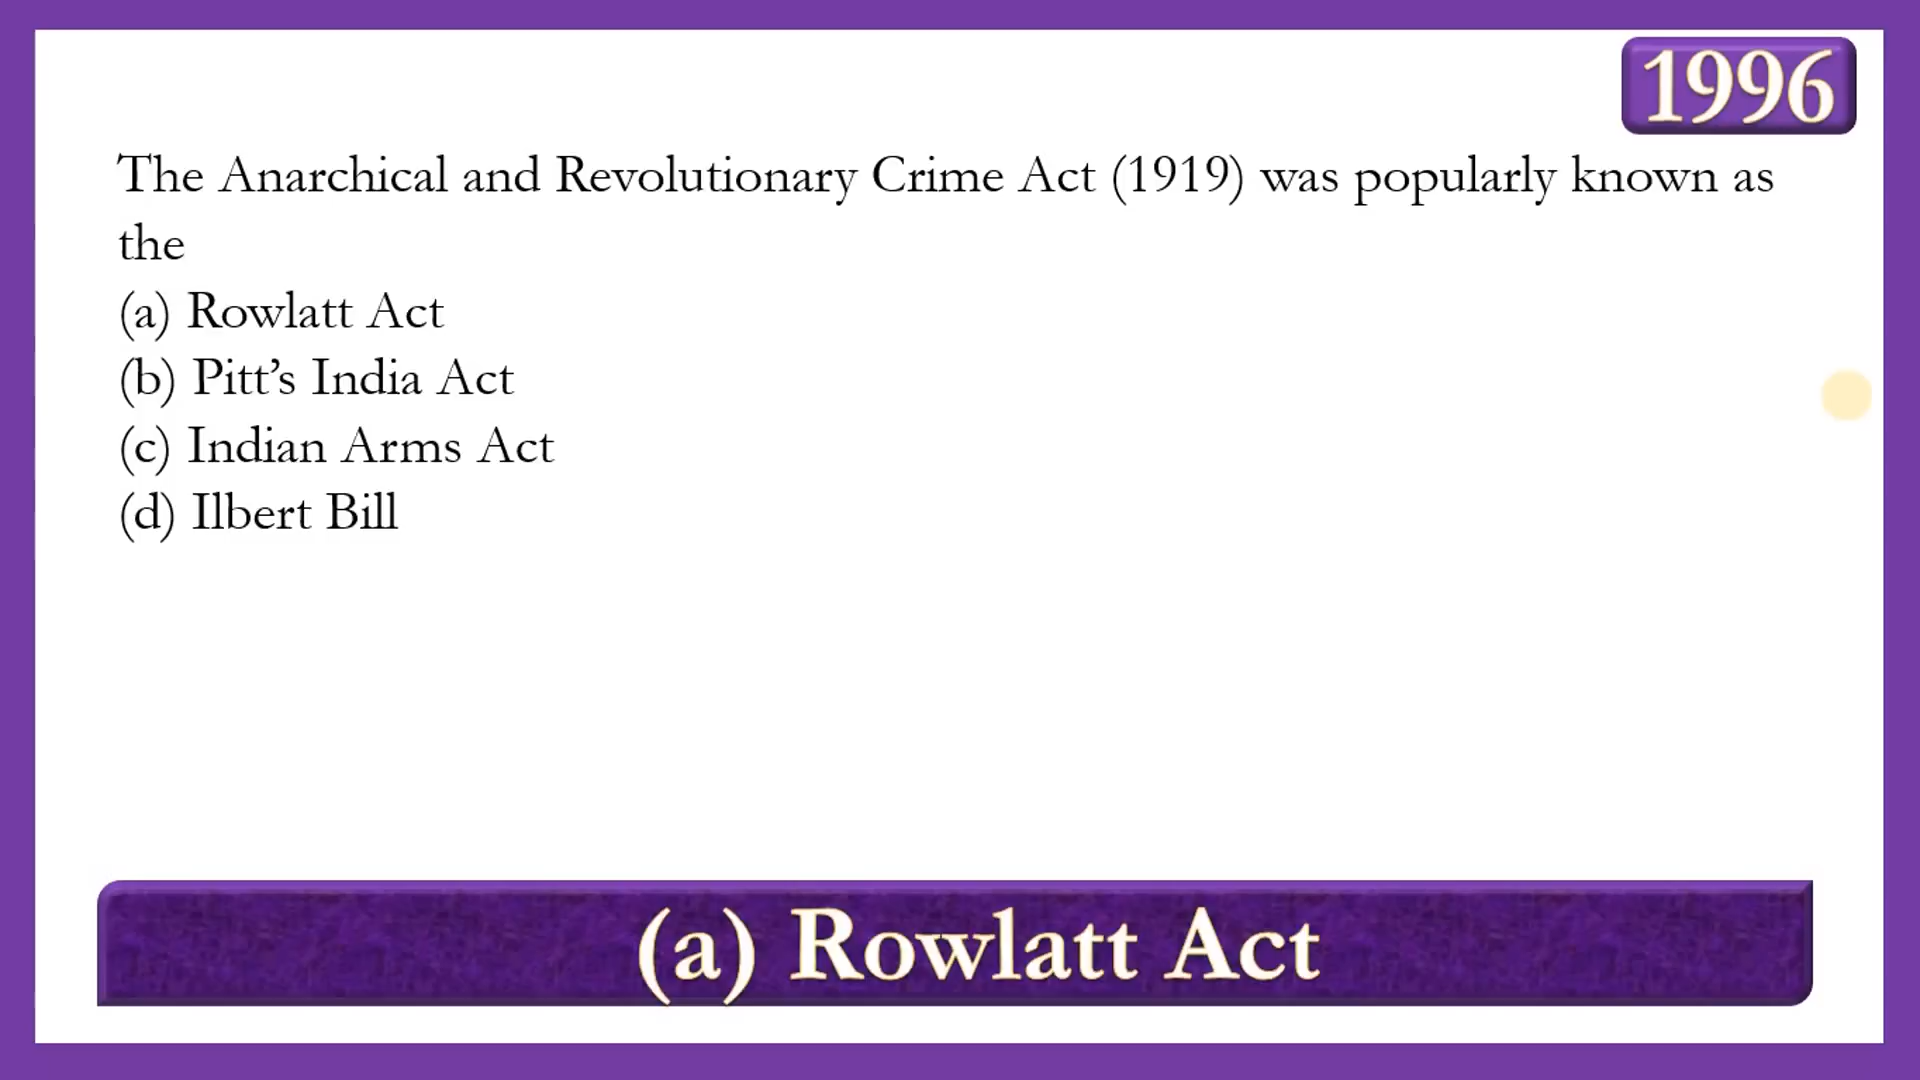 1996
The Anarchical and Revolutionary Crime Act (1919) was popularly known as
the
(a) Rowlatt Act
(b) Pitt’s India Act
(c) Indian Arms Act
(d) Ilbert Bill
(a) Rowlatt Act